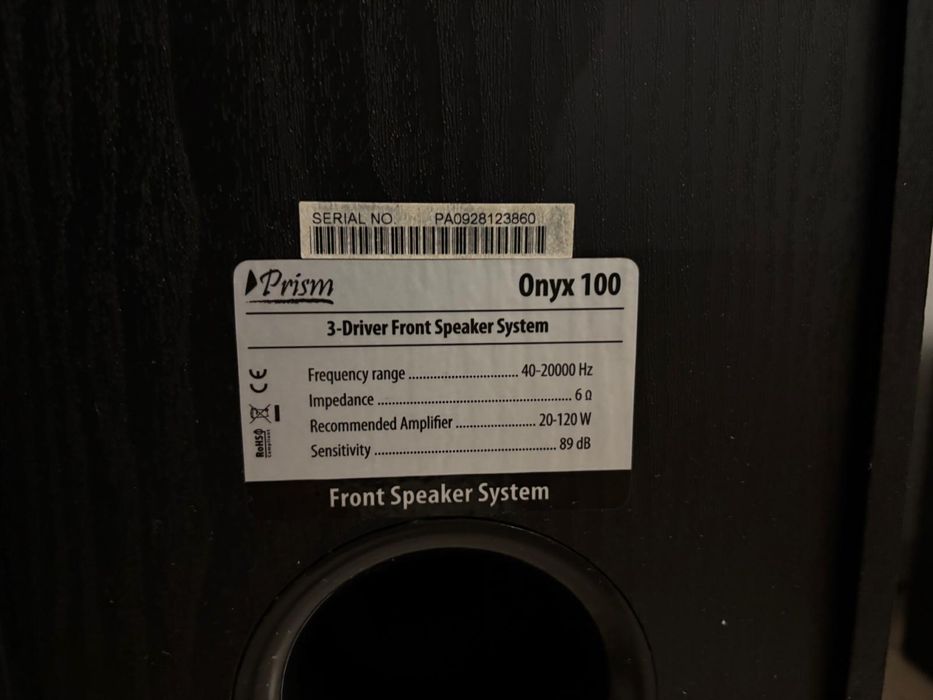 SERIAL NO. PA0928123860
Prism Onyx 100
3-Driver Front Speaker System
Frequency range .............................. 40-20000 Hz
Impedance ..................................................... 6 Ω
Recommended Amplifier ...................... 20-120 W
Sensitivity .................................................. 89 dB
CE
RoHS
Compliant
Front Speaker System